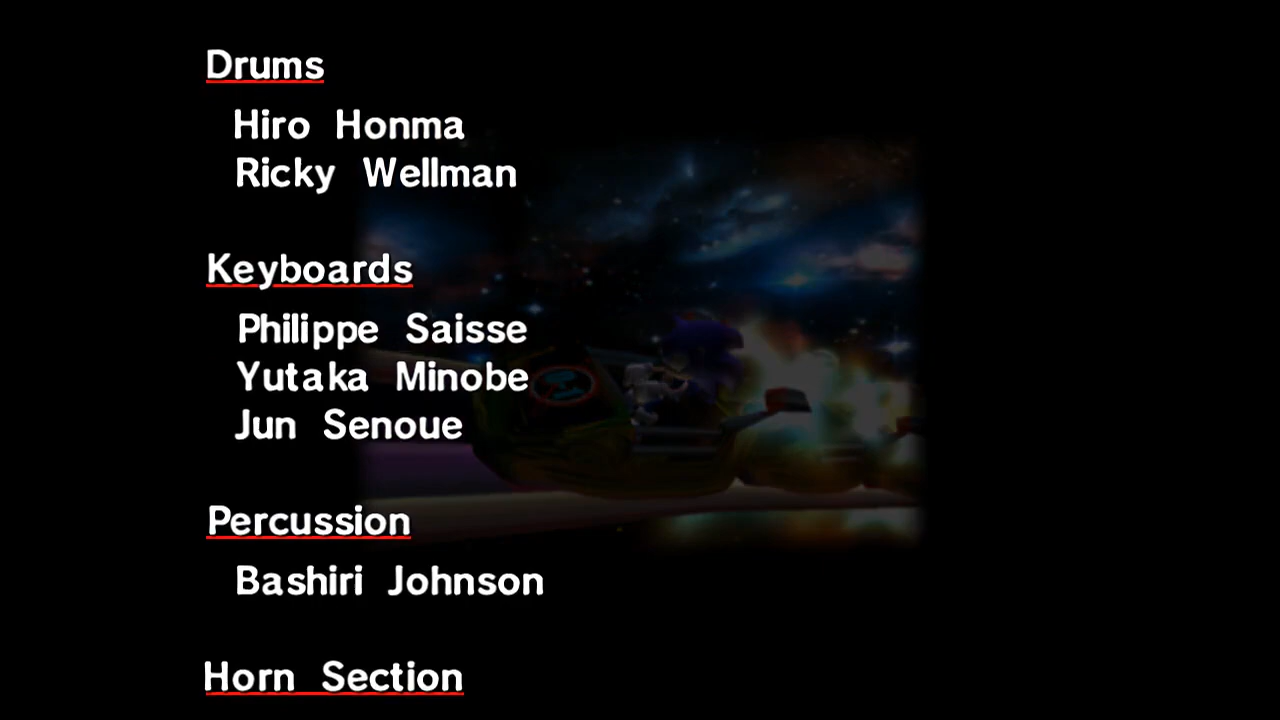 Drums
Hiro Honma
Ricky Wellman
Keyboards
Philippe Saisse
Yutaka Minobe
Jun Senoue
Percussion
Bashiri Johnson
Horn Section